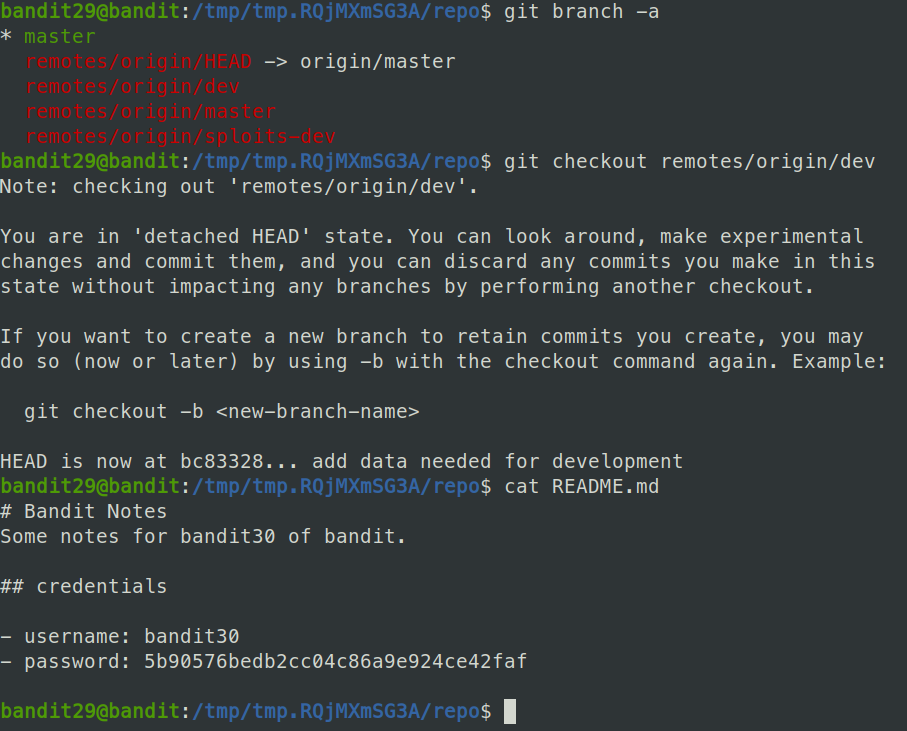 bandit29@bandit:/tmp/tmp.RQjMXmSG3A/repo$ git branch -a
* master
  remotes/origin/HEAD -> origin/master
  remotes/origin/dev
  remotes/origin/master
  remotes/origin/sploits-dev
bandit29@bandit:/tmp/tmp.RQjMXmSG3A/repo$ git checkout remotes/origin/dev
Note: checking out 'remotes/origin/dev'.

You are in 'detached HEAD' state. You can look around, make experimental
changes and commit them, and you can discard any commits you make in this
state without impacting any branches by performing another checkout.

If you want to create a new branch to retain commits you create, you may
do so (now or later) by using -b with the checkout command again. Example:

  git checkout -b <new-branch-name>

HEAD is now at bc83328... add data needed for development
bandit29@bandit:/tmp/tmp.RQjMXmSG3A/repo$ cat README.md
# Bandit Notes
Some notes for bandit30 of bandit.

## credentials

- username: bandit30
- password: 5b90576bedb2cc04c86a9e924ce42faf

bandit29@bandit:/tmp/tmp.RQjMXmSG3A/repo$